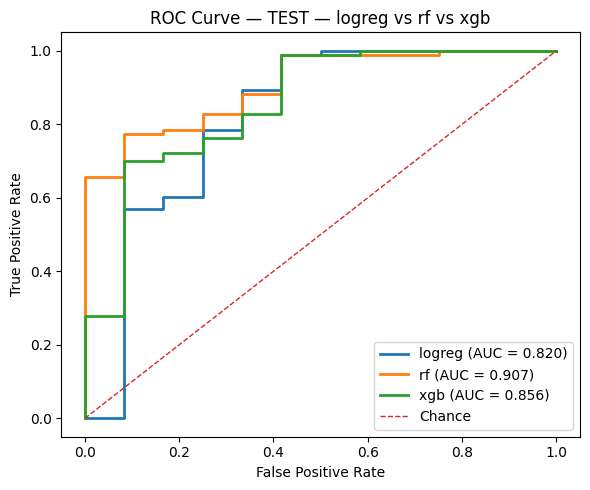 ROC Curve — TEST — logreg vs rf vs xgb
True Positive Rate
1.0
0.8
0.6
0.4
0.2
0.0
logreg (AUC = 0.820)
rf (AUC = 0.907)
xgb (AUC = 0.856)
Chance
0.0 0.2 0.4 0.6 0.8 1.0
False Positive Rate